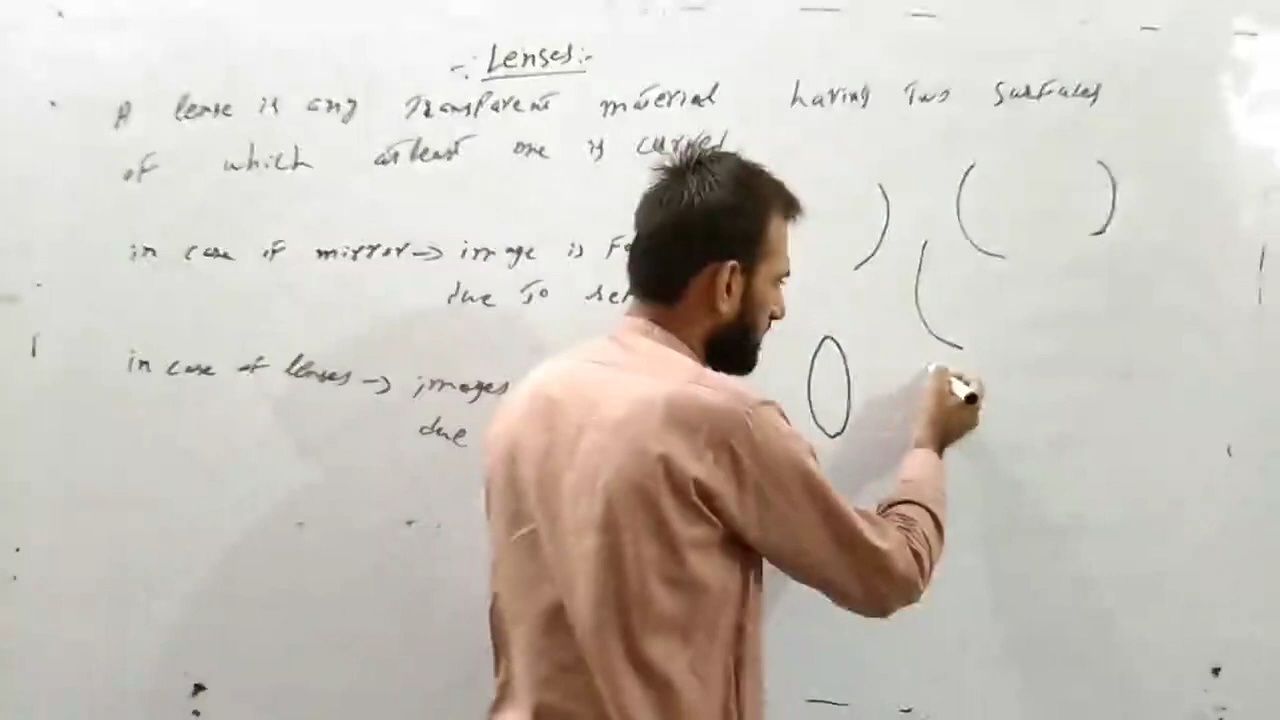 -: Lenses:-
A lense is any Transparent material having Two surfaces
of which atleast one is curved
in case of mirror→ image is Fo
due To
in case of lenses → images
due